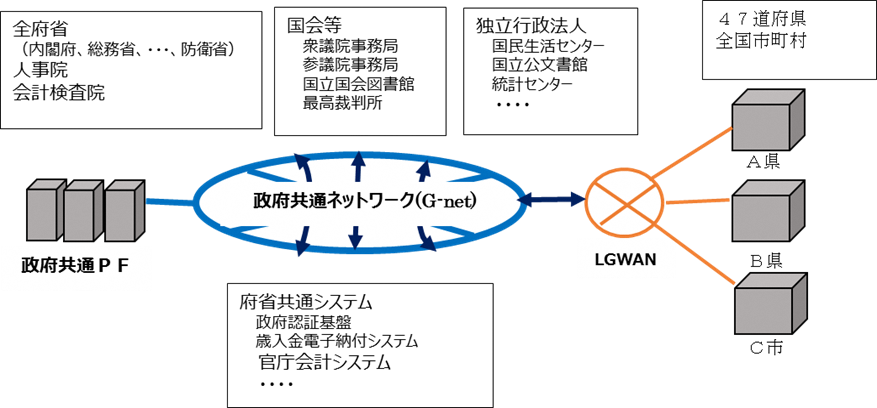 全府省
（内閣府、総務省、・・・、防衛省）
人事院
会計検査院
国会等
衆議院事務局
参議院事務局
国立国会図書館
最高裁判所
独立行政法人
国民生活センター
国立公文書館
統計センター
・・・・
４７道府県
全国市町村
政府共通ネットワーク(G-net)
政府共通ＰＦ
LGWAN
Ａ県
Ｂ県
Ｃ市
府省共通システム
政府認証基盤
歳入金電子納付システム
官庁会計システム
・・・・